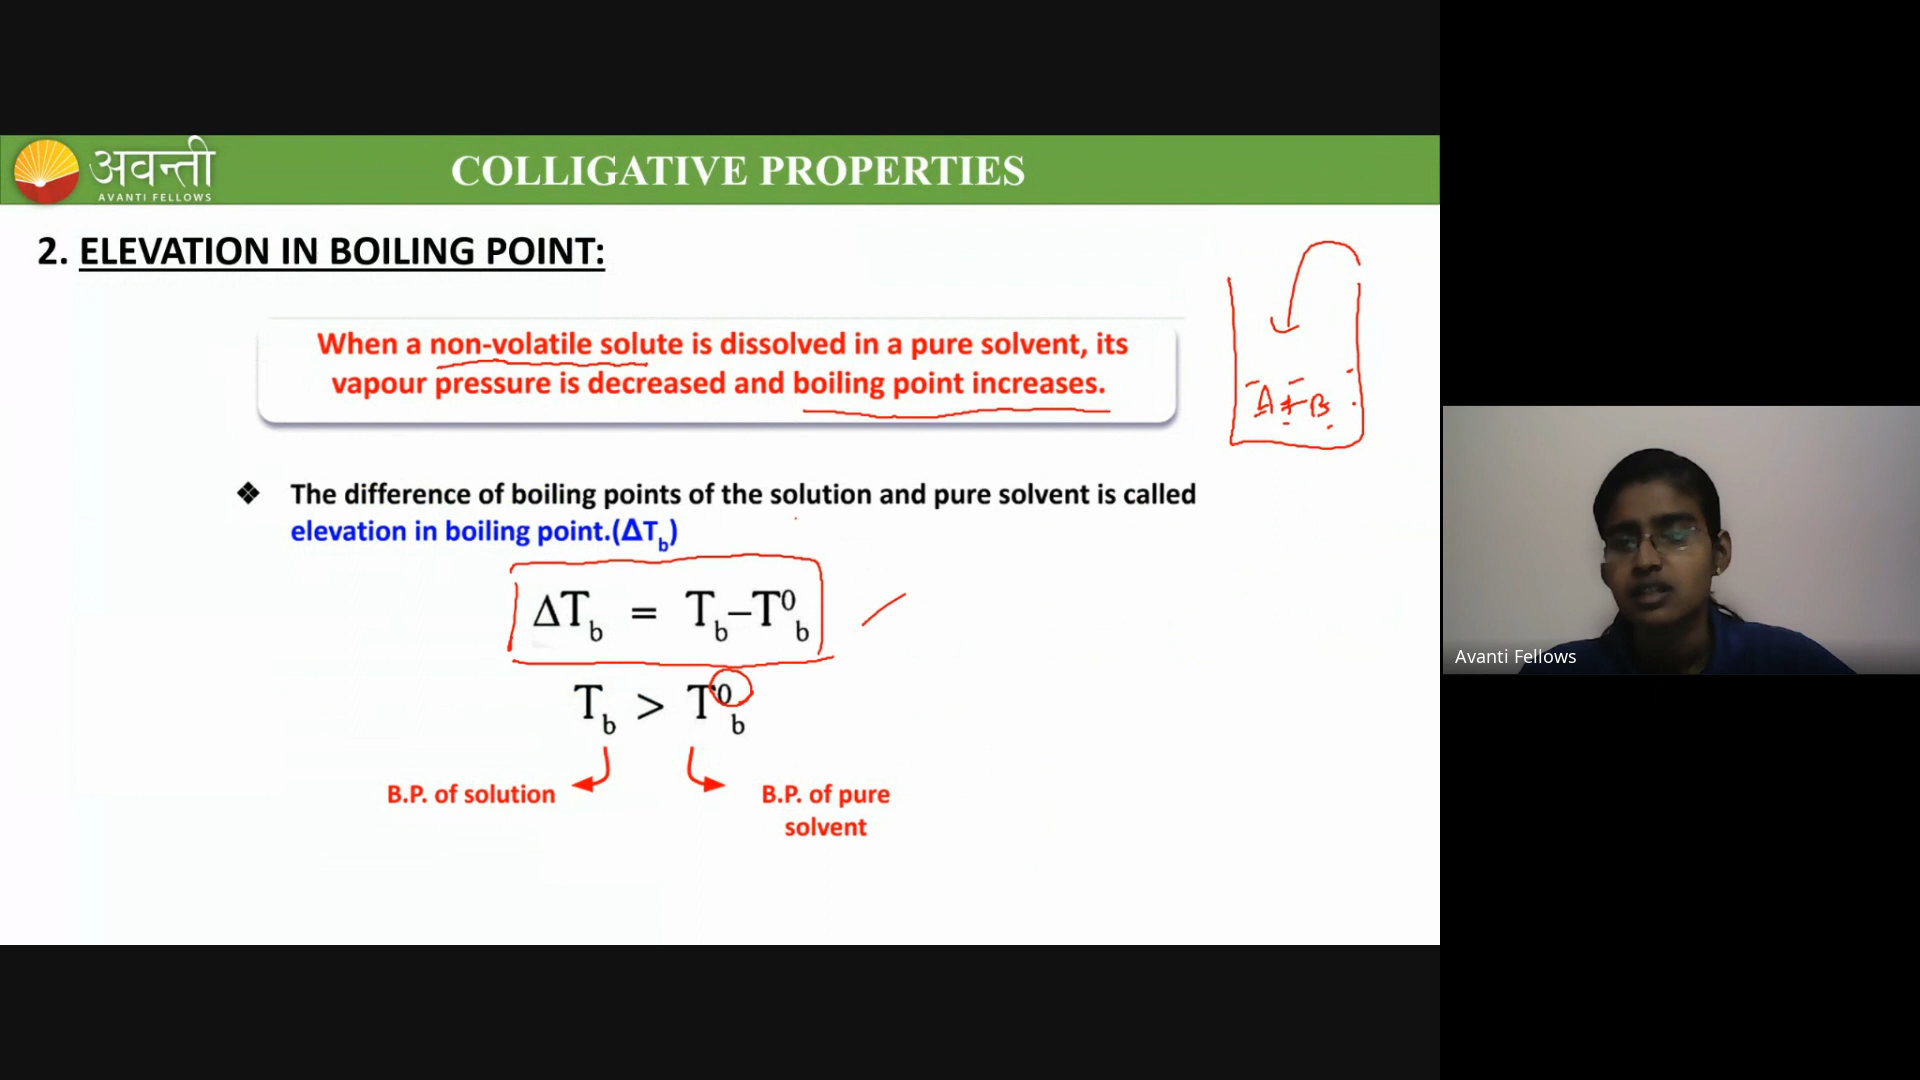 अवन्ती
AVANTI FELLOWS
COLLIGATIVE PROPERTIES
2. ELEVATION IN BOILING POINT:
When a non-volatile solute is dissolved in a pure solvent, its
vapour pressure is decreased and boiling point increases.
A + B
❖ The difference of boiling points of the solution and pure solvent is called
elevation in boiling point.(ΔTb)
ΔTb = Tb–T⁰b
Tb > T⁰b
B.P. of solution
B.P. of pure
solvent
Avanti Fellows